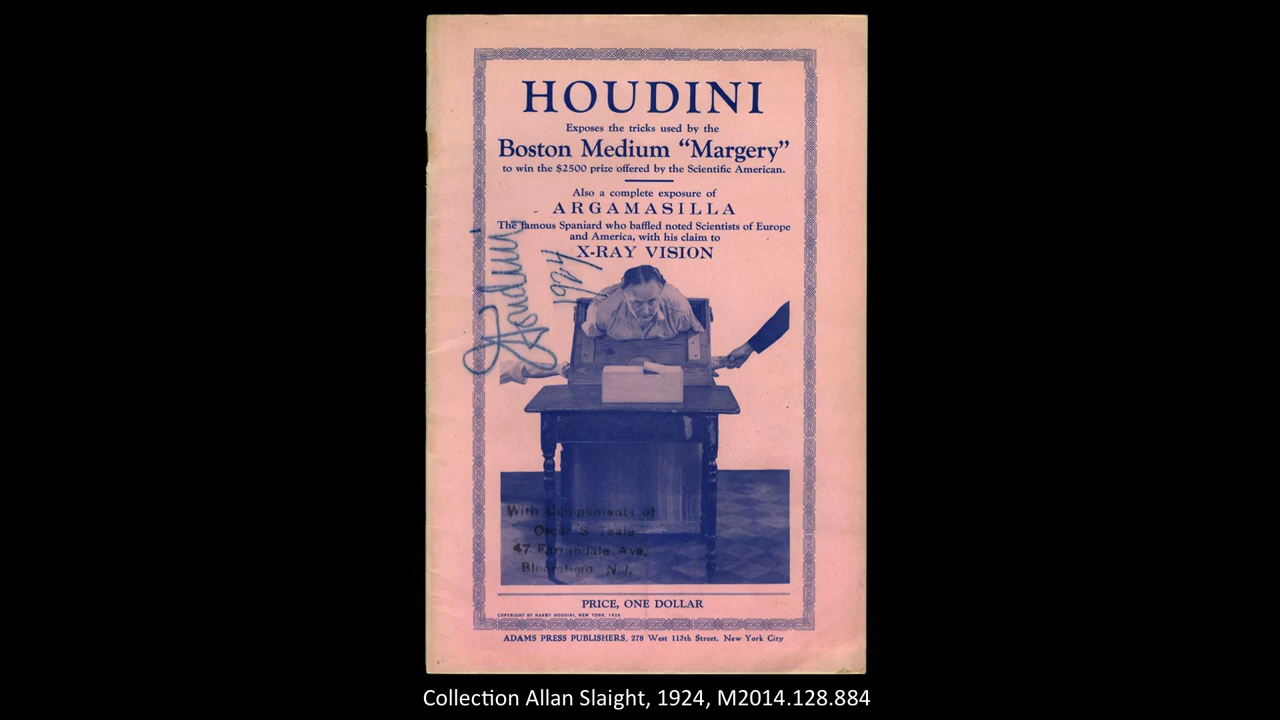 HOUDINI
Exposes the tricks used by the
Boston Medium “Margery”
to win the $2500 prize offered by the Scientific American.
Also a complete exposure of
ARGAMASILLA
The famous Spaniard who baffled noted Scientists of Europe
and America, with his claim to
X-RAY VISION
Houdini
1924
With Compliments of
Oscar S Teale
47 Farrandale Ave.
Bloomfield N.J.
PRICE, ONE DOLLAR
COPYRIGHT BY HARRY HOUDINI, NEW YORK, 1924
ADAMS PRESS PUBLISHERS, 278 West 113th Street, New York City
Collection Allan Slaight, 1924, M2014.128.884